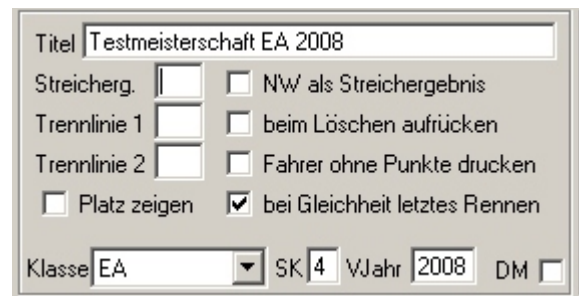 Titel Testmeisterschaft EA 2008
Streicherg. NW als Streichergebnis
Trennlinie 1 beim Löschen aufrücken
Trennlinie 2 Fahrer ohne Punkte drucken
Platz zeigen bei Gleichheit letztes Rennen
Klasse EA SK 4 VJahr 2008 DM